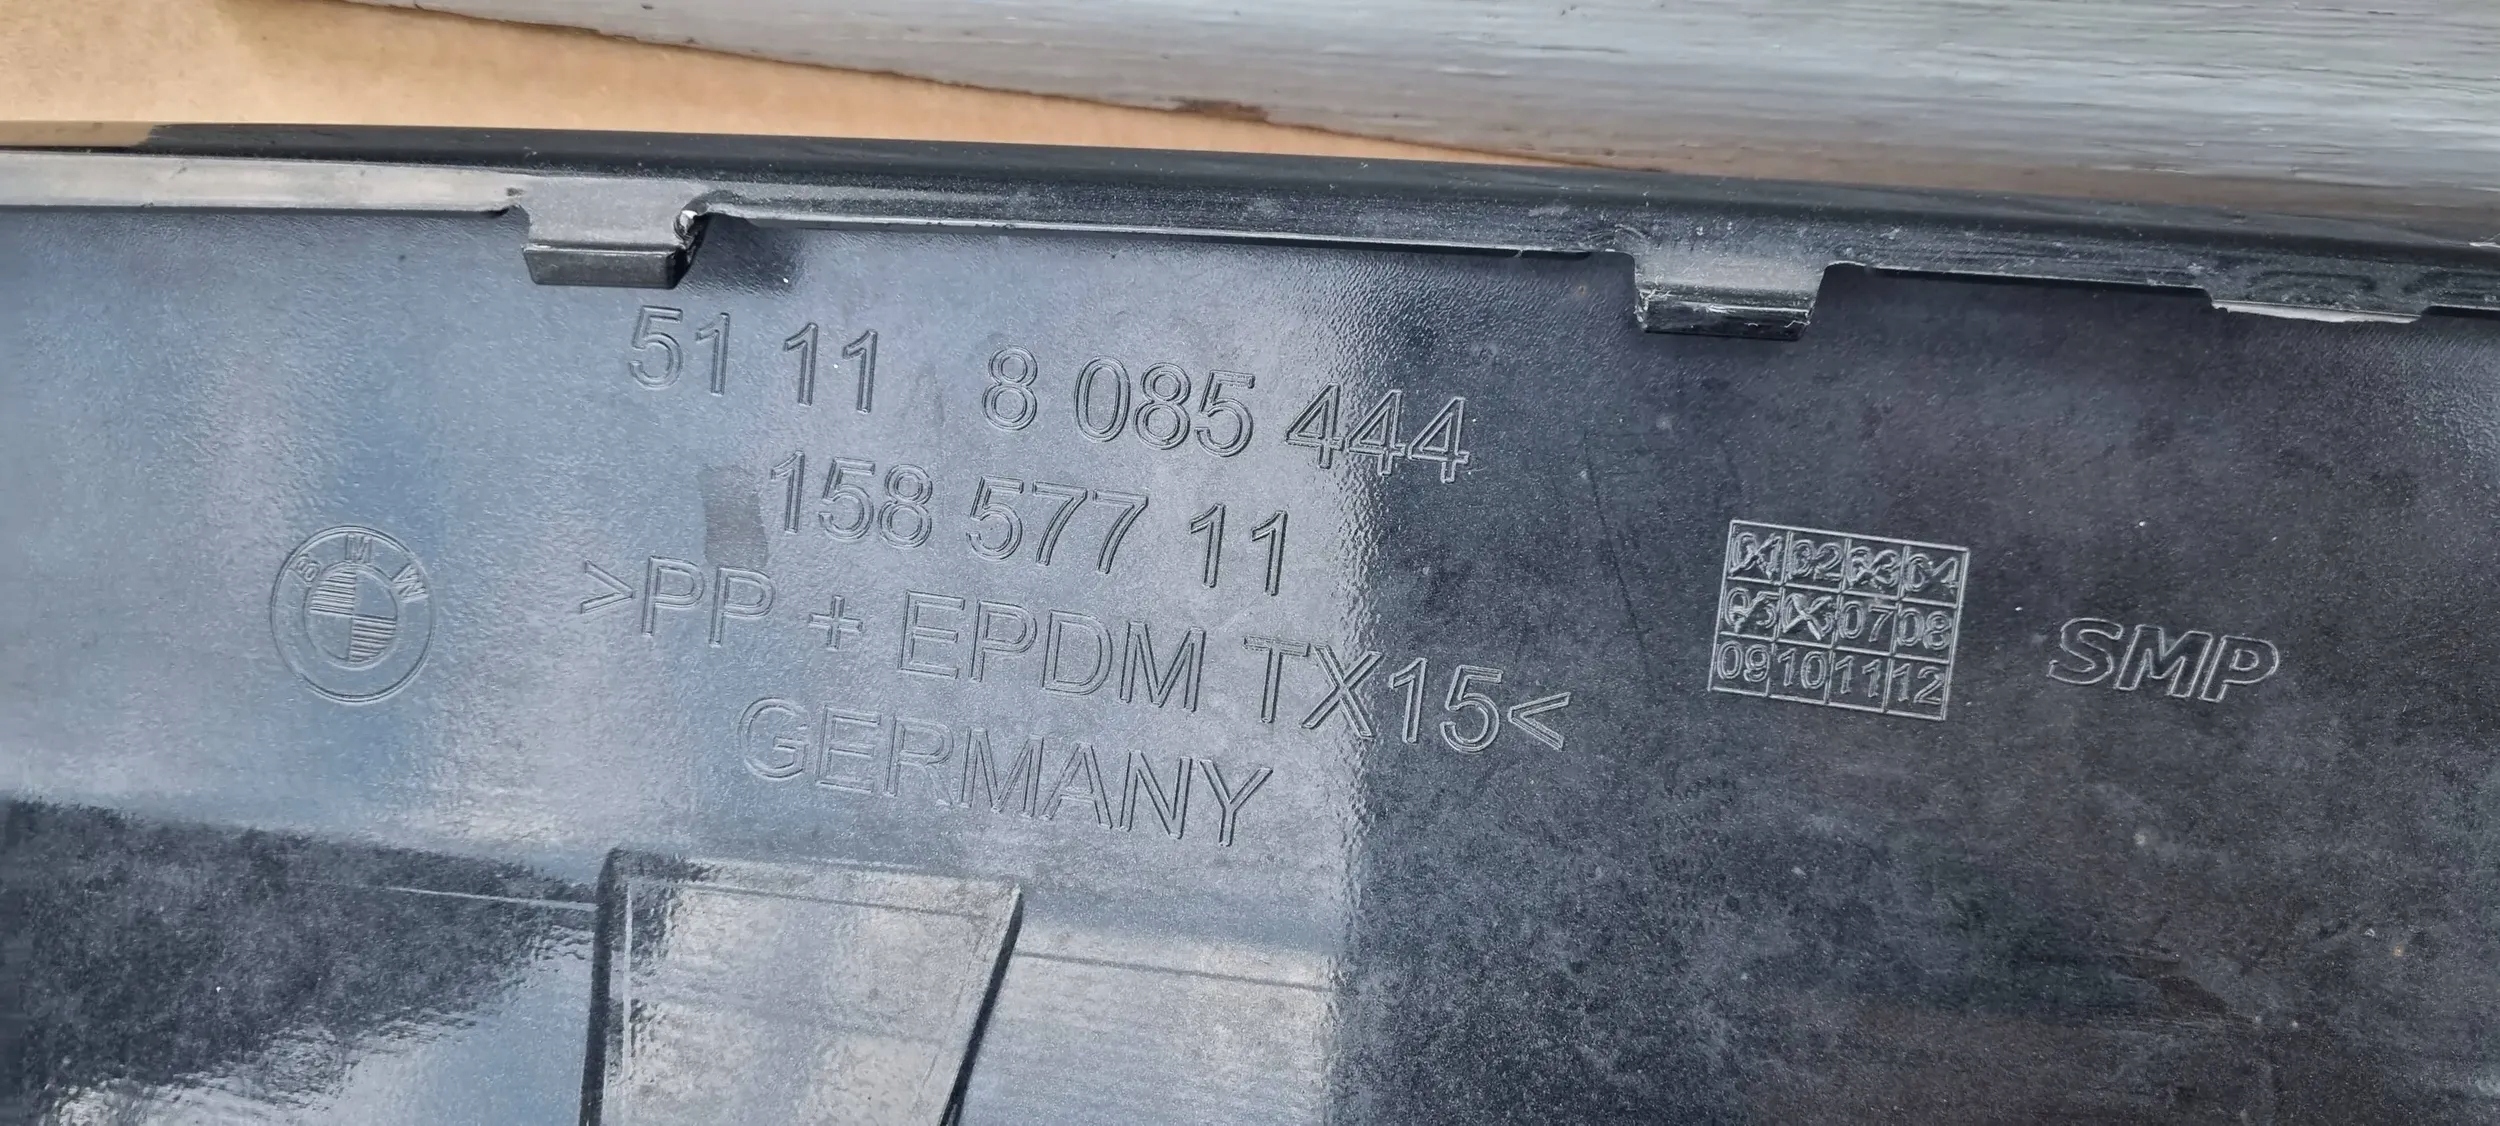 51 11 8 085 444
158 577 11
>PP + EPDM TX15<
GERMANY
BMW
01 02 03 04
05 06 07 08
09 10 11 12
SMP